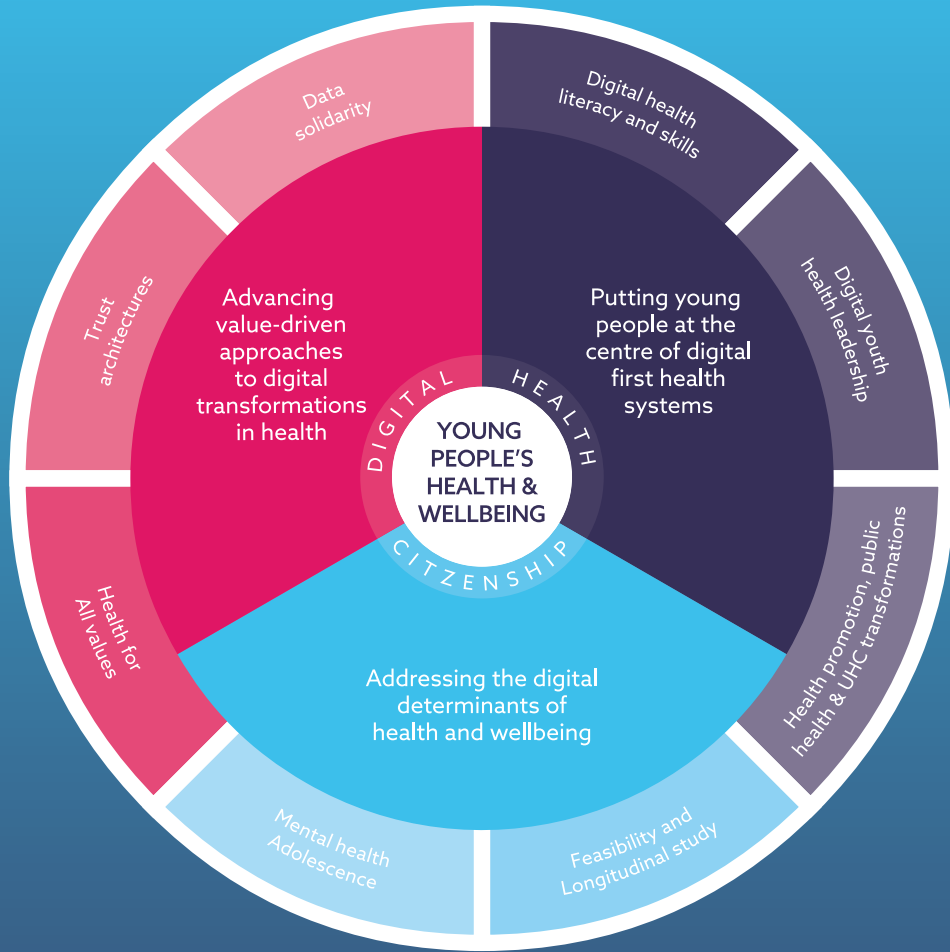 Data
solidarity
Digital health
literacy and skills
Trust
architectures
Digital youth
health leadership
Advancing
value-driven
approaches
to digital
transformations
in health
Putting young
people at the
centre of digital
first health
systems
DIGITAL
HEALTH
CITIZENSHIP
YOUNG
PEOPLE'S
HEALTH &
WELLBEING
Health for
All values
Health promotion, public
health & UHC transformations
Addressing the digital
determinants of
health and wellbeing
Mental health
Adolescence
Feasibility and
Longitudinal study